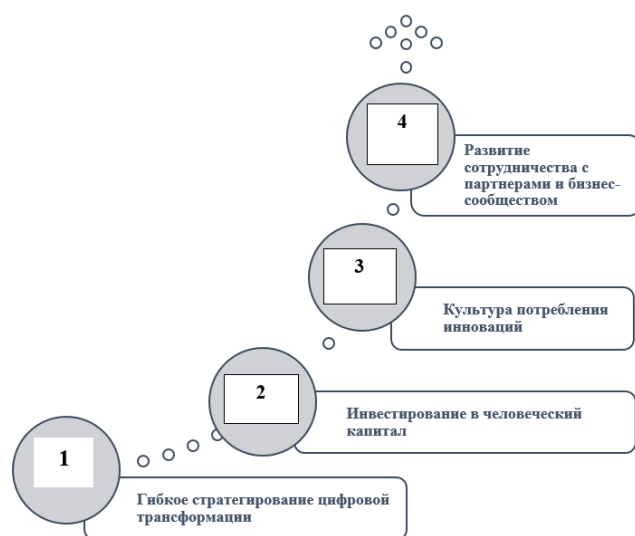 4
Развитие
сотрудничества с
партнерами и бизнес-
сообществом
3
Культура потребления
инноваций
2
Инвестирование в человеческий
капитал
1
Гибкое стратегирование цифровой
трансформации